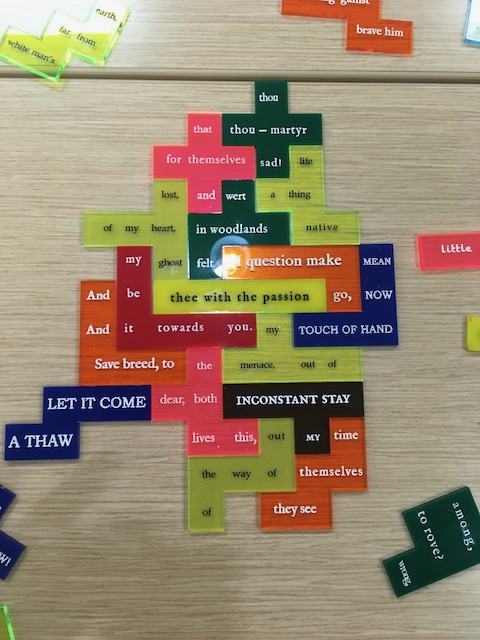 earth,
far from
white man's
brave him
thou
that thou – martyr
for themselves sad! life
lost, and wert a thing
of my heart, in woodlands native
my ghost felt question make MEAN
And be thee with the passion go, NOW
And it towards you. my TOUCH OF HAND
Save breed, to the menace, out of
LET IT COME dear, both INCONSTANT STAY
A THAW lives this, out MY time
the way of themselves
of they see
little
among,
to rove?
wrong,